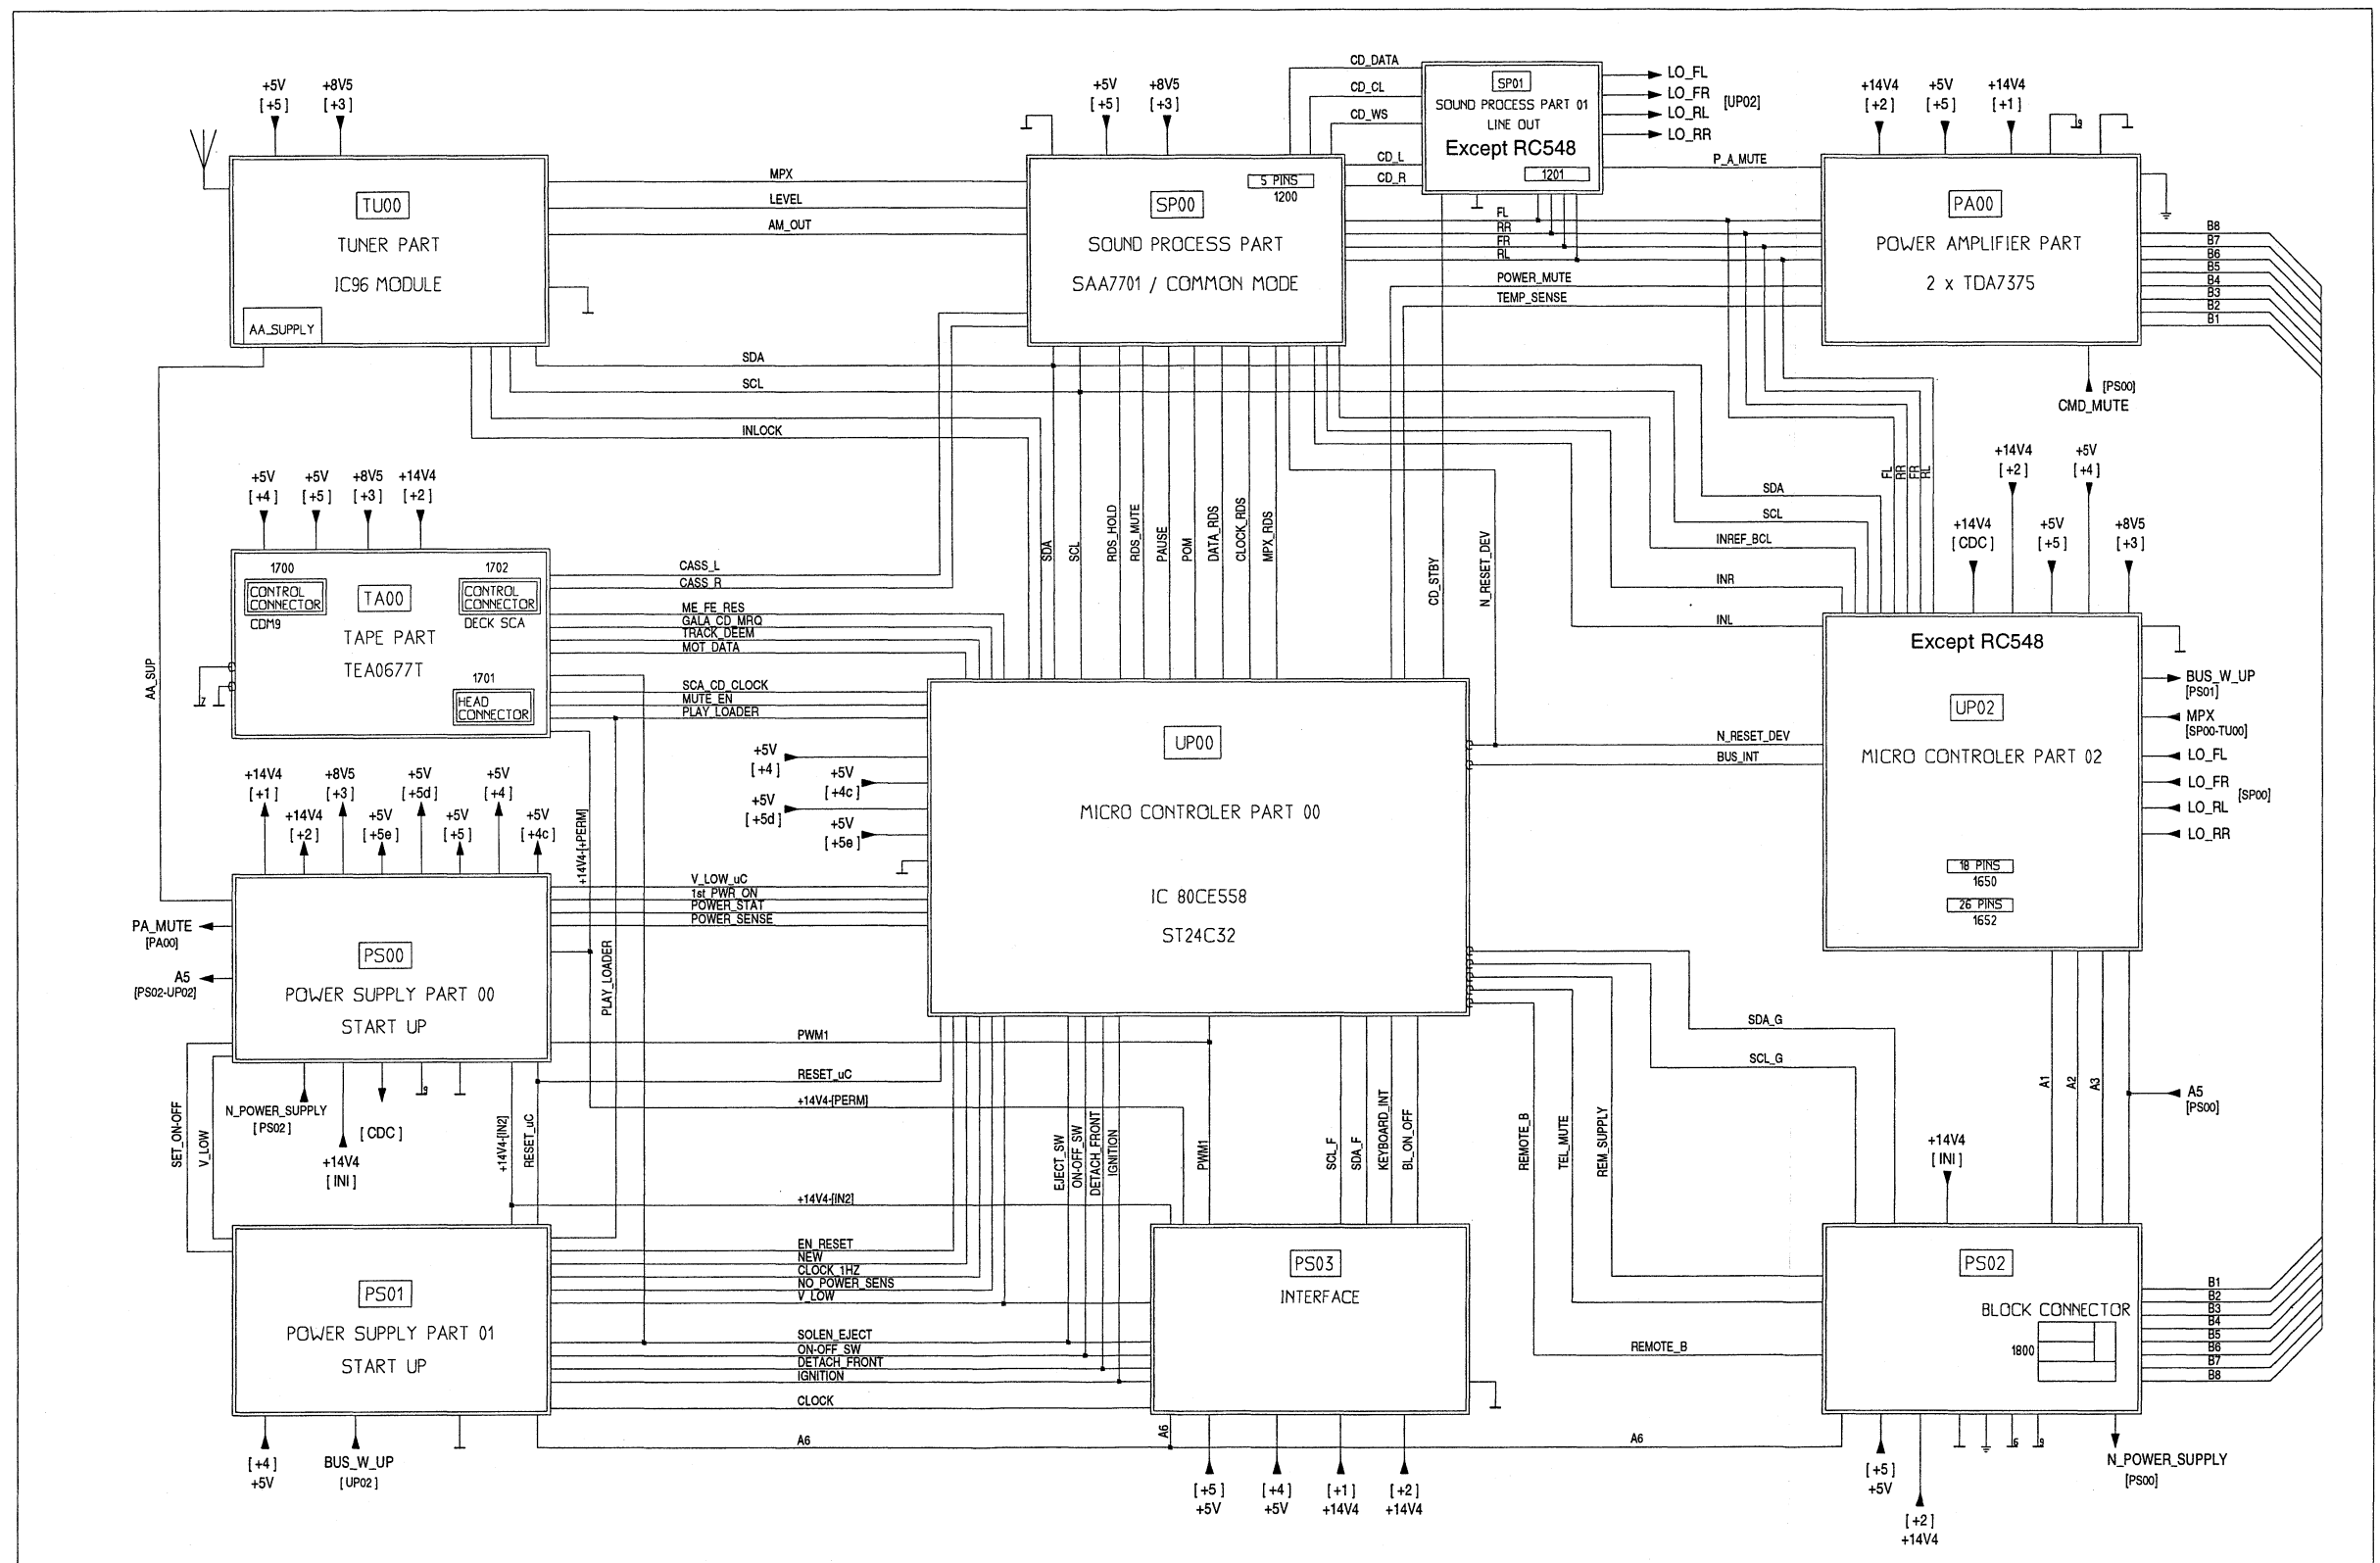 +5V
[+5]
+8V5
[+3]
TU00
TUNER PART
IC96 MODULE
AA_SUPPLY
MPX
LEVEL
AM_OUT
+5V
[+5]
+8V5
[+3]
SP00
SOUND PROCESS PART
SAA7701 / COMMON MODE
5 PINS
1200
CD_DATA
CD_CL
CD_WS
CD_L
CD_R
SP01
SOUND PROCESS PART 01
LINE OUT
Except RC548
1201
LO_FL
LO_FR
LO_RL
LO_RR
[UP02]
P_A_MUTE
FL
RR
FR
RL
POWER_MUTE
TEMP_SENSE
+14V4
[+2]
+5V
[+5]
+14V4
[+1]
9
PA00
POWER AMPLIFIER PART
2 x TDA7375
B8
B7
B6
B5
B4
B3
B2
B1
[PS00]
CMD_MUTE
SDA
SCL
INLOCK
AA_SUP
+5V
[+4]
+5V
[+5]
+8V5
[+3]
+14V4
[+2]
1700
CONTROL
CONNECTOR
CDM9
TA00
1702
CONTROL
CONNECTOR
DECK SCA
TAPE PART
TEA0677T
1701
HEAD
CONNECTOR
CASS_L
CASS_R
ME_FE_RES
GALA_CD_MRQ
TRACK_DEEM
MOT_DATA
SCA_CD_CLOCK
MUTE_EN
PLAY_LOADER
SDA
SCL
RDS_HOLD
RDS_MUTE
PAUSE
POM
DATA_RDS
CLOCK_RDS
MPX_RDS
CD_STBY
N_RESET_DEV
FL
RR
FR
RL
SDA
SCL
INREF_BCL
INR
INL
+14V4
[CDC]
+14V4
[+2]
+5V
[+5]
+5V
[+4]
+8V5
[+3]
Except RC548
UP02
MICRO CONTROLER PART 02
18 PINS
1650
26 PINS
1652
BUS_W_UP
[PS01]
MPX
[SP00-TU00]
LO_FL
LO_FR
LO_RL
LO_RR
[SP00]
N_RESET_DEV
BUS_INT
UP00
MICRO CONTROLER PART 00
IC 80CE558
ST24C32
+5V
[+4]
+5V
[+4c]
+5V
[+5d]
+5V
[+5e]
+14V4
[+1]
+14V4
[+2]
+8V5
[+3]
+5V
[+5e]
+5V
[+5d]
+5V
[+5]
+5V
[+4]
+5V
[+4c]
+14V4-[+PERM]
V_LOW_uC
1st_PWR_ON
POWER_STAT
POWER_SENSE
PA_MUTE
[PA00]
A5
[PS02-UP02]
PS00
POWER SUPPLY PART 00
START UP
PLAY_LOADER
PWM1
RESET_uC
+14V4-[PERM]
SET_ON-OFF
V_LOW
N_POWER_SUPPLY
[PS02]
+14V4
[INI]
[CDC]
9
+14V4-[IN2]
RESET_uC
+14V4-[IN2]
EJECT_SW
ON-OFF_SW
DETACH_FRONT
IGNITION
PWM1
SCL_F
SDA_F
KEYBOARD_INT
BL_ON_OFF
REMOTE_B
TEL_MUTE
REM_SUPPLY
SDA_G
SCL_G
A1
A2
A3
A5
[PS00]
+14V4
[INI]
PS01
POWER SUPPLY PART 01
START UP
EN_RESET
NEW
CLOCK_1HZ
NO_POWER_SENS
V_LOW
SOLEN_EJECT
ON-OFF_SW
DETACH_FRONT
IGNITION
CLOCK
A6
PS03
INTERFACE
A6
REMOTE_B
A6
PS02
BLOCK CONNECTOR
1800
B1
B2
B3
B4
B5
B6
B7
B8
[+4]
+5V
BUS_W_UP
[UP02]
[+5]
+5V
[+4]
+5V
[+1]
+14V4
[+2]
+14V4
[+5]
+5V
[+2]
+14V4
9
N_POWER_SUPPLY
[PS00]